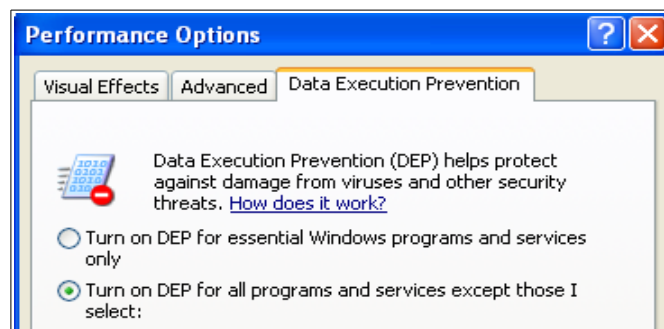 Performance Options
Visual Effects Advanced Data Execution Prevention
Data Execution Prevention (DEP) helps protect
against damage from viruses and other security
threats. How does it work?
Turn on DEP for essential Windows programs and services
only
Turn on DEP for all programs and services except those I
select: